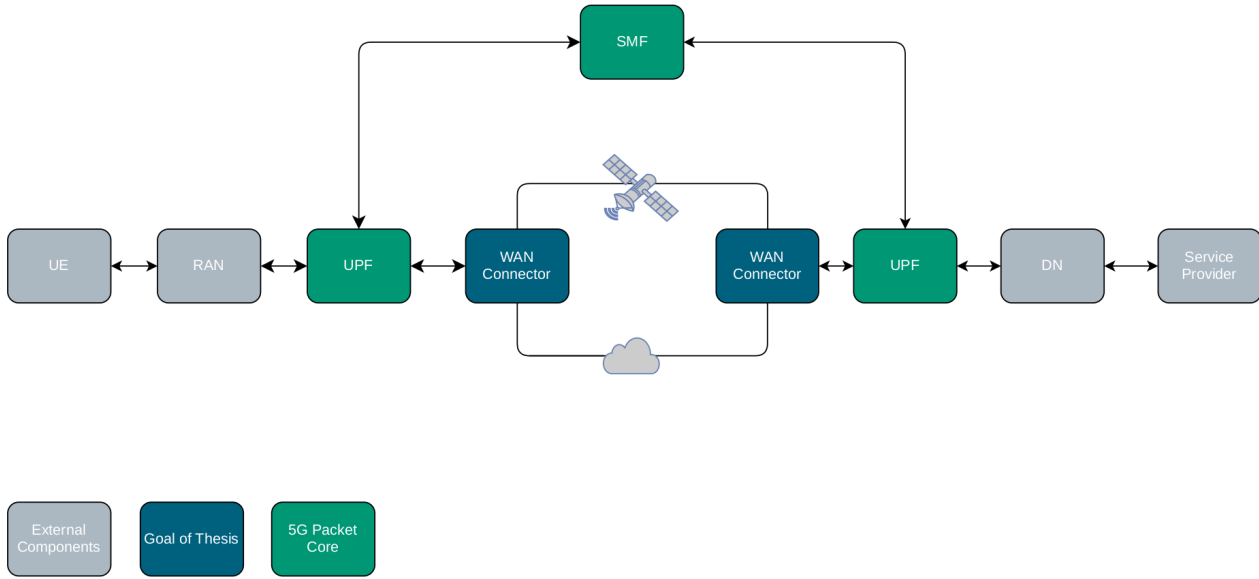 SMF
UE
RAN
UPF
WAN
Connector
WAN
Connector
UPF
DN
Service
Provider
External
Components
Goal of Thesis
5G Packet
Core